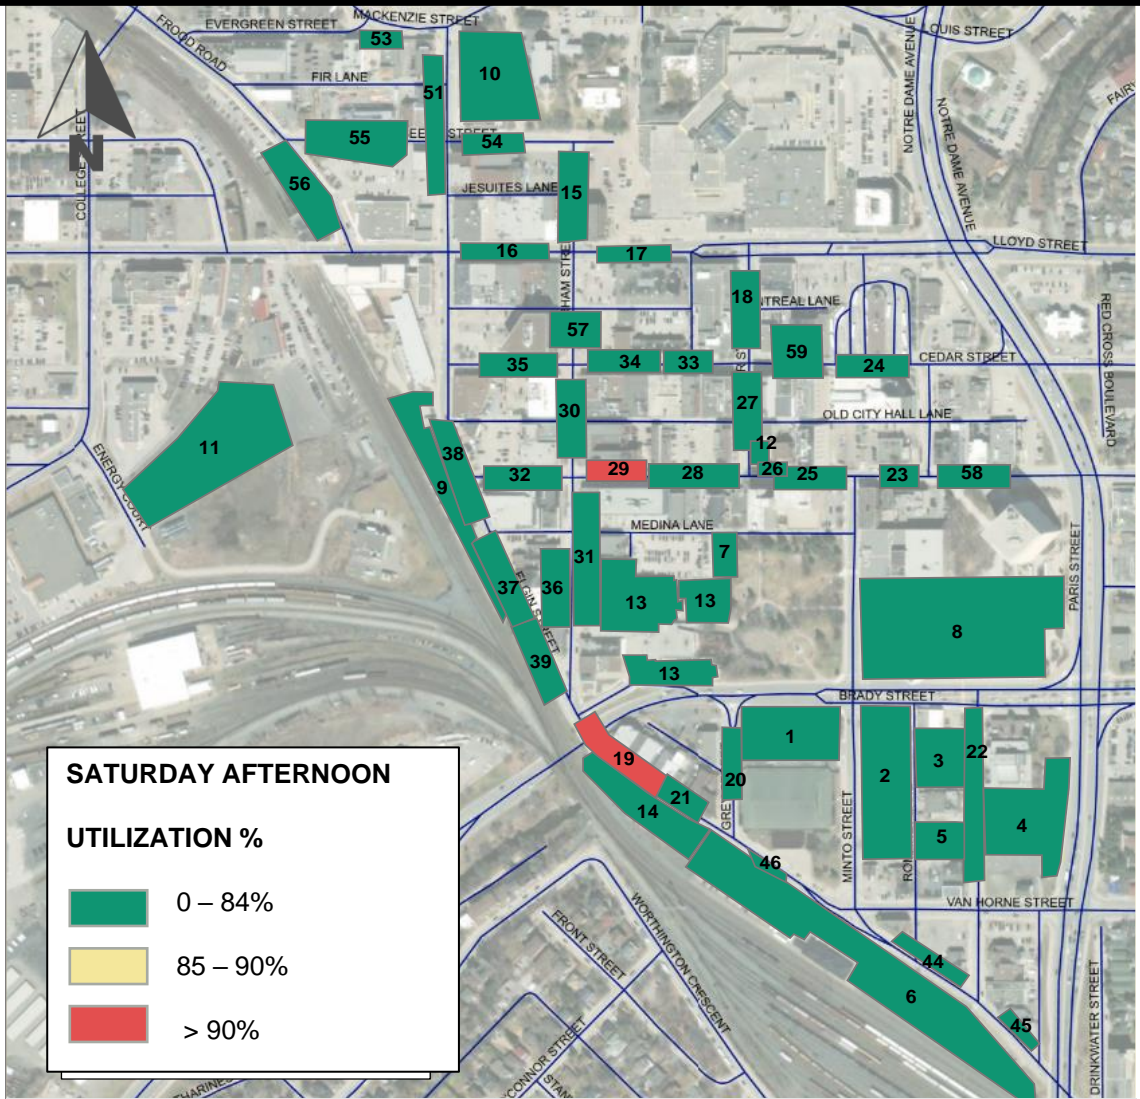 MACKENZIE STREET
EVERGREEN STREET
FROOD ROAD
LOUIS STREET
53
10
FIR LANE
51
NOTRE DAME AVENUE
NOTRE DAME AVENUE
55
54
N
COLLEGE STREET
56
JESUITES LANE
15
16
17
LLOYD STREET
18
57
59
35
34
33
24
CEDAR STREET
RED CROSS BOULEVARD
30
27
OLD CITY HALL LANE
11
38
9
12
32
29
28
26
25
23
58
ENERGY COURT
MEDINA LANE
31
7
37
36
13
13
ELGIN STREET
PARIS STREET
8
39
13
BRADY STREET
19
1
2
3
22
20
21
14
4
5
46
MINTO STREET
VAN HORNE STREET
WORTHINGTON CRESCENT
FRONT STREET
44
6
45
DRINKWATER STREET
SATURDAY AFTERNOON
UTILIZATION %
0 – 84%
85 – 90%
> 90%